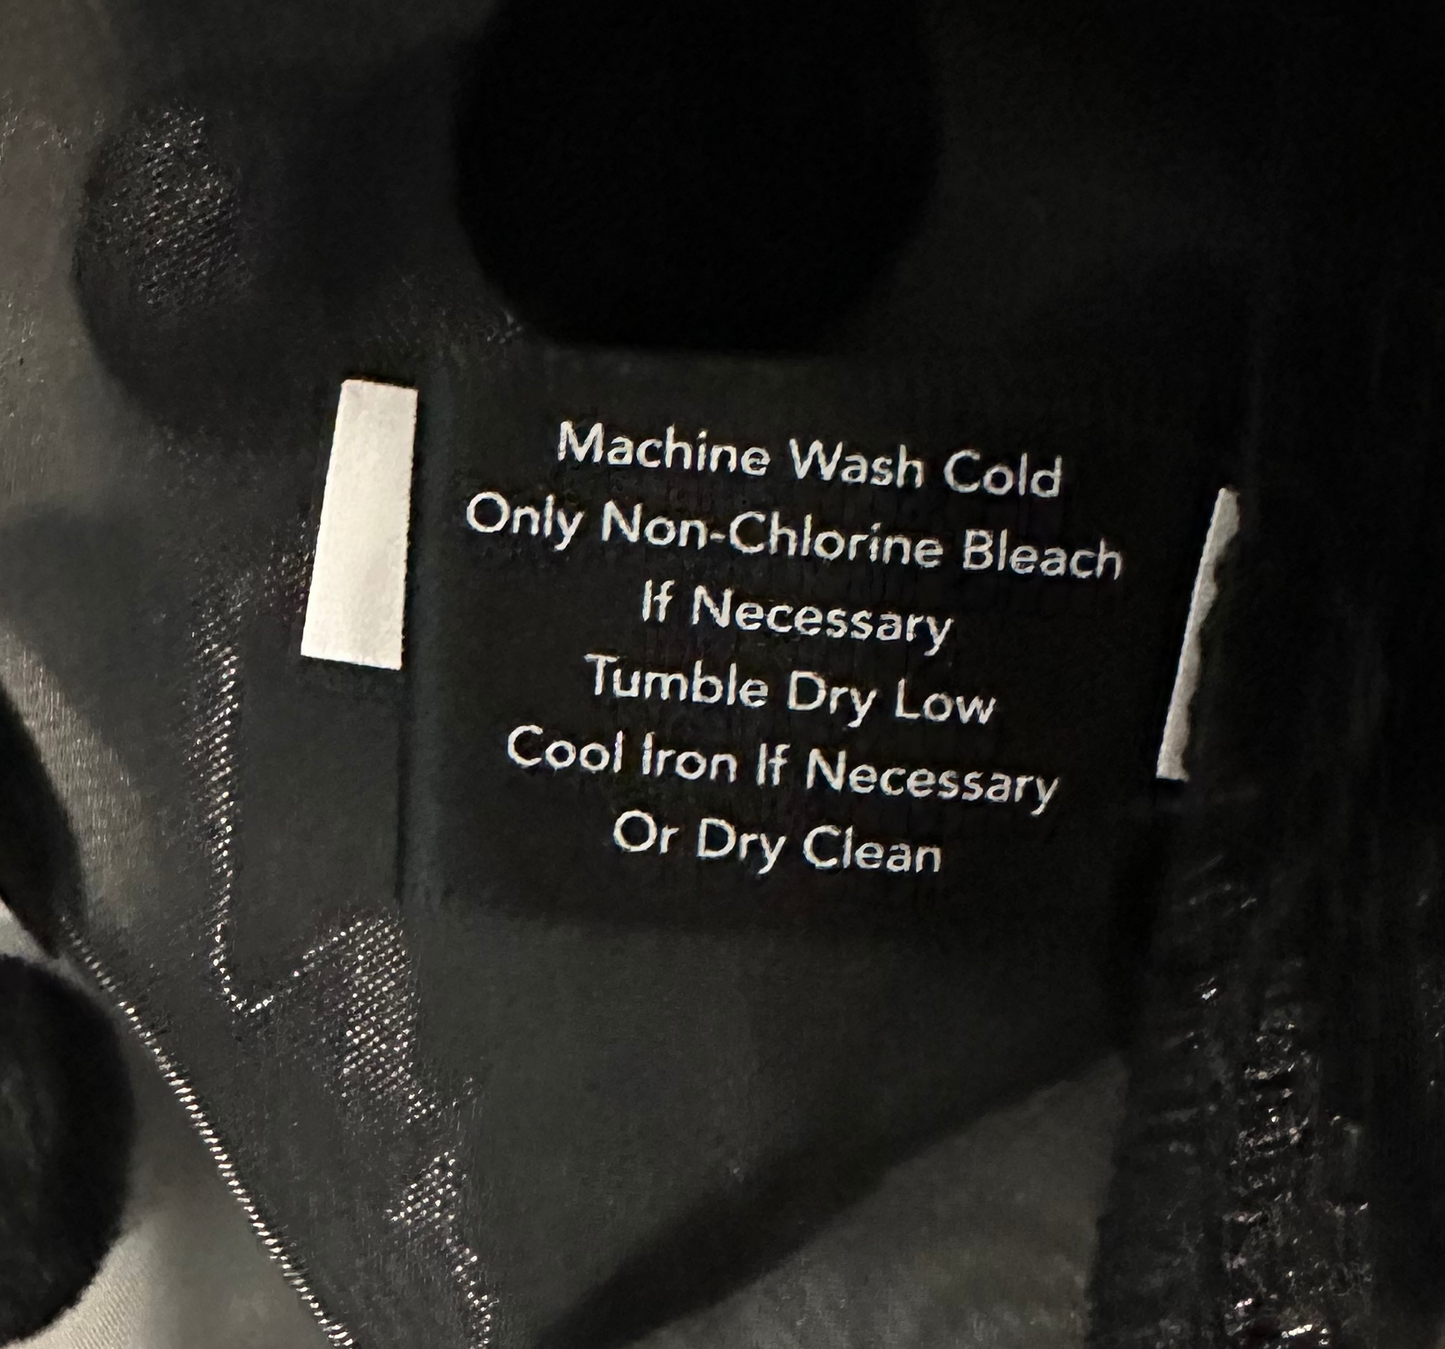 Machine Wash Cold
Only Non-Chlorine Bleach
If Necessary
Tumble Dry Low
Cool Iron If Necessary
Or Dry Clean